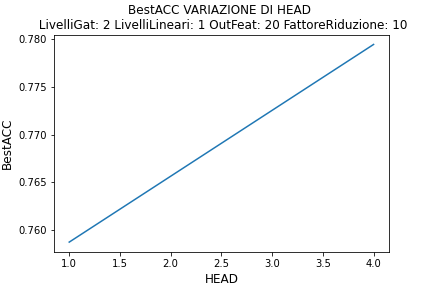 BestACC VARIAZIONE DI HEAD
LivelliGat: 2 LivelliLineari: 1 OutFeat: 20 FattoreRiduzione: 10
0.780
0.775
0.770
0.765
0.760
BestACC
1.0 1.5 2.0 2.5 3.0 3.5 4.0
HEAD